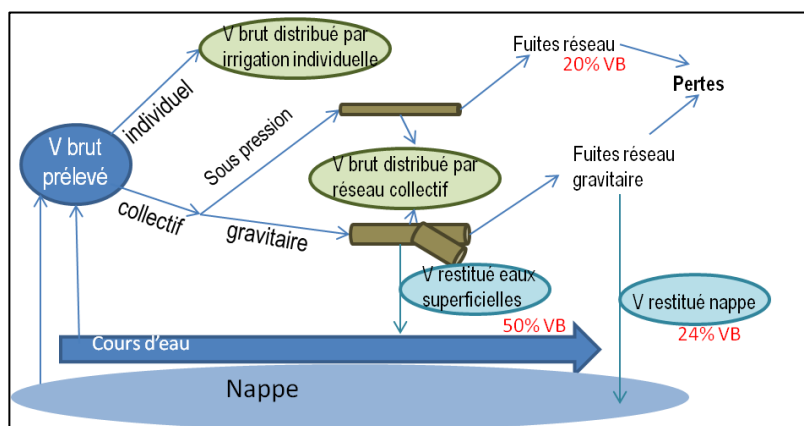 V brut distribué par
irrigation individuelle
Fuites réseau
20% VB
Pertes
individuel
Sous pression
V brut
prélevé
V brut distribué par
réseau collectif
Fuites réseau
gravitaire
collectif
gravitaire
V restitué eaux
superficielles
V restitué nappe
50% VB
24% VB
Cours d'eau
Nappe